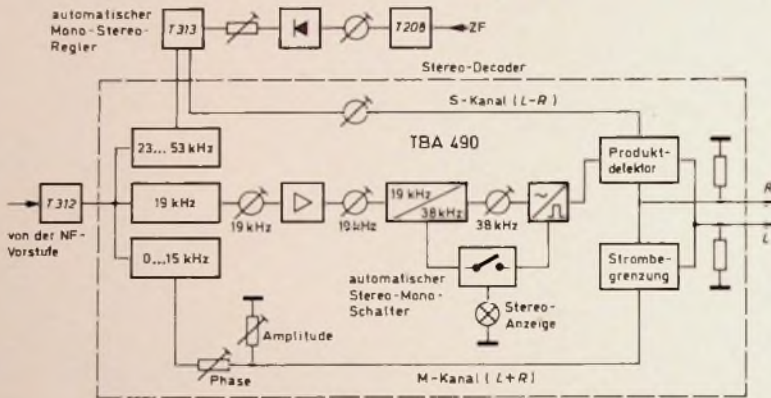 automatischer
Mono-Stereo-
Regler
T313
T208
ZF
Stereo-Decoder
S-Kanal (L-R)
TBA 490
23...53 kHz
Produkt-
detektor
T312
19 kHz
19 kHz
19 kHz
19 kHz
38 kHz
38 kHz
R
L
von der NF-
Vorstufe
0...15 kHz
automatischer
Stereo-Mono-
Schalter
Stereo-
Anzeige
Strombe-
grenzung
Amplitude
Phase
M-Kanal (L+R)